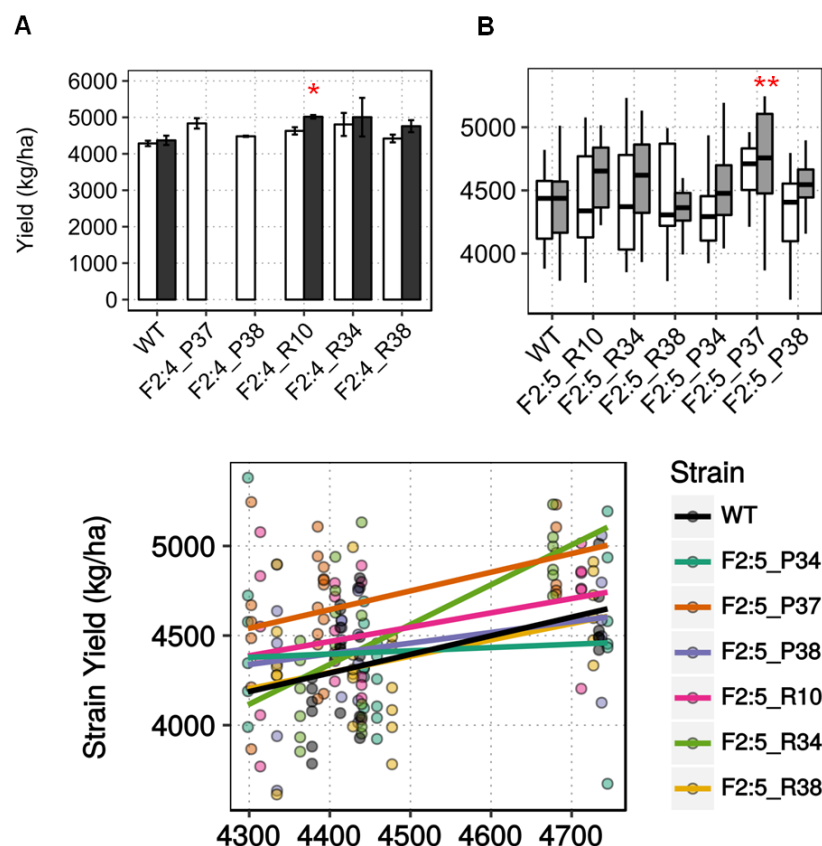 A
B
Yield (kg/ha)
6000
5000
4000
3000
2000
1000
0
*
WT
F2:4_P37
F2:4_P38
F2:4_R10
F2:4_R34
F2:4_R38
5000
4500
4000
**
WT
F2:5_R10
F2:5_R34
F2:5_R38
F2:5_P34
F2:5_P37
F2:5_P38
Strain Yield (kg/ha)
5000
4500
4000
4300
4400
4500
4600
4700
Strain
WT
F2:5_P34
F2:5_P37
F2:5_P38
F2:5_R10
F2:5_R34
F2:5_R38